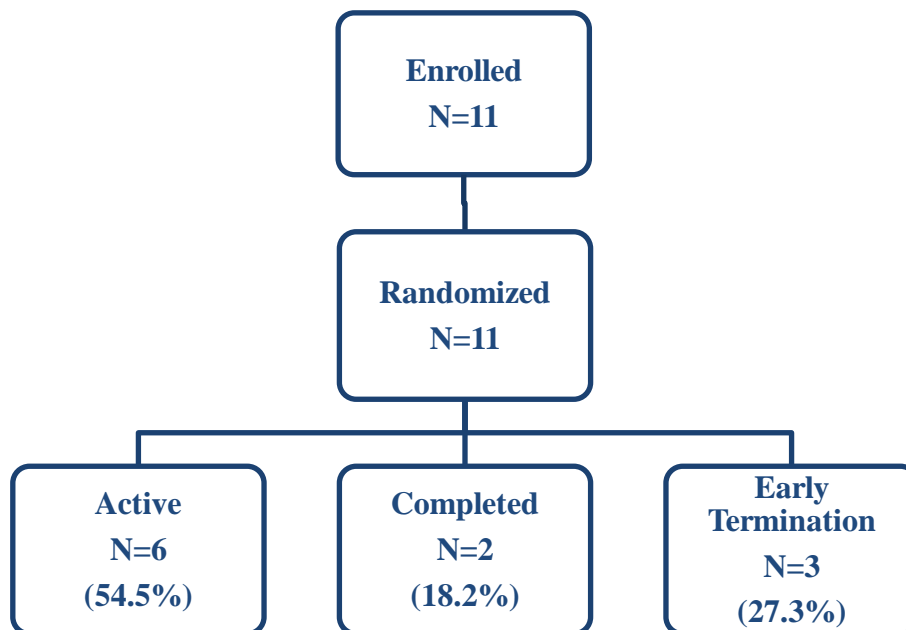 Enrolled
N=11
Randomized
N=11
Active
N=6
(54.5%)
Completed
N=2
(18.2%)
Early
Termination
N=3
(27.3%)